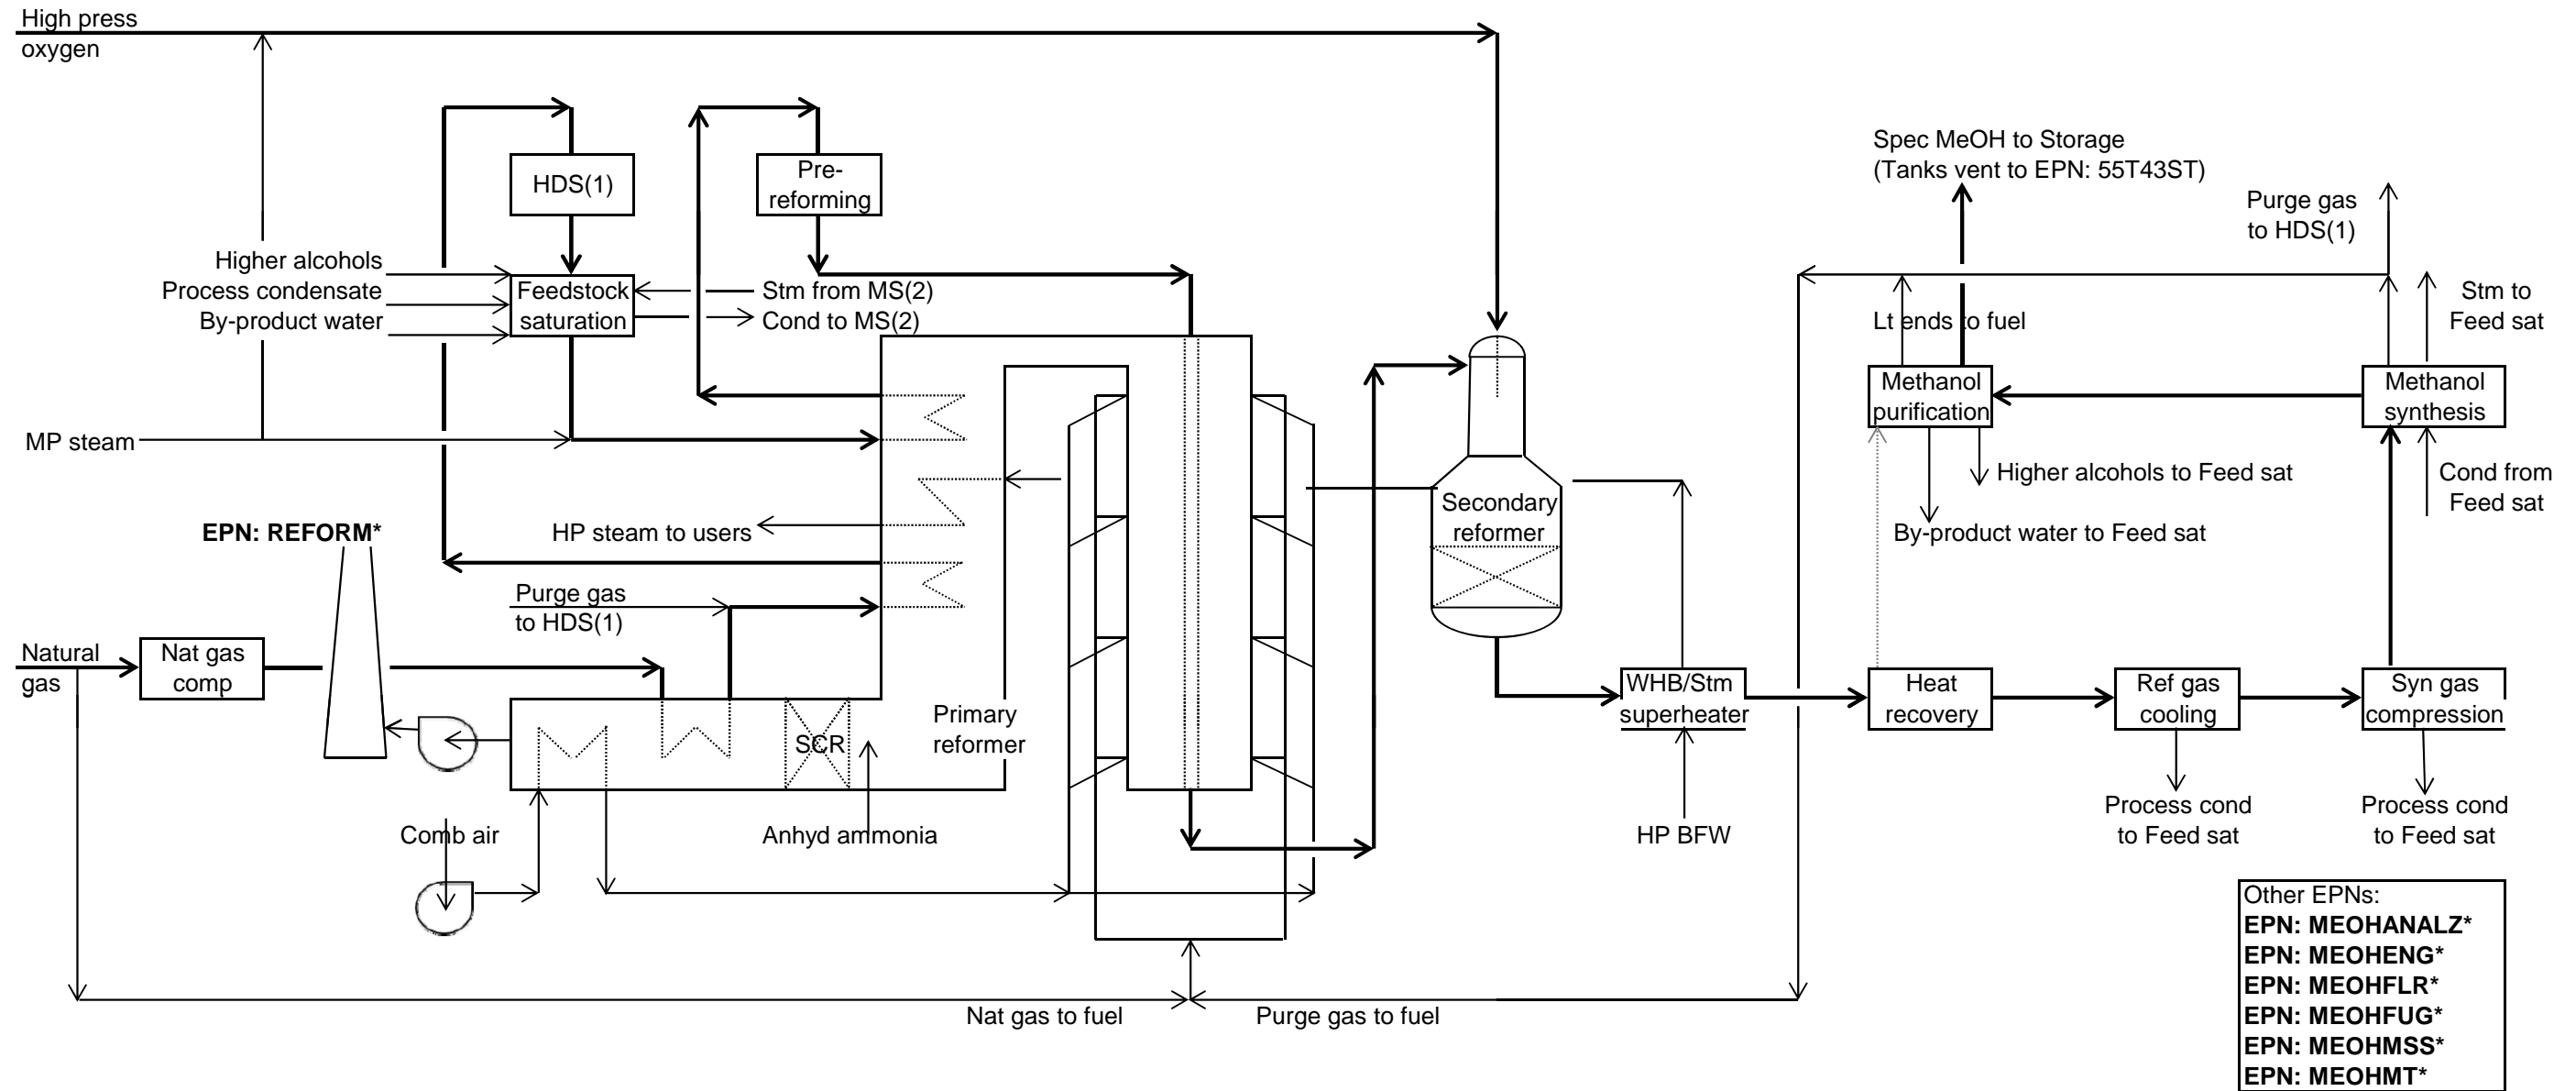 High press
oxygen
HDS(1)
Pre-
reforming
Spec MeOH to Storage
(Tanks vent to EPN: 55T43ST)
Purge gas
to HDS(1)
Higher alcohols
Process condensate
By-product water
Feedstock
saturation
Stm from MS(2)
Cond to MS(2)
Lt ends to fuel
Stm to
Feed sat
Methanol
purification
Methanol
synthesis
MP steam
Higher alcohols to Feed sat
Cond from
Feed sat
Secondary
reformer
EPN: REFORM*
HP steam to users
By-product water to Feed sat
Purge gas
to HDS(1)
Natural
gas
Nat gas
comp
WHB/Stm
superheater
Heat
recovery
Ref gas
cooling
Syn gas
compression
Primary
reformer
SCR
Comb air
Anhyd ammonia
HP BFW
Process cond
to Feed sat
Process cond
to Feed sat
Nat gas to fuel
Purge gas to fuel
Other EPNs:
EPN: MEOHANALZ*
EPN: MEOHENG*
EPN: MEOHFLR*
EPN: MEOHFUG*
EPN: MEOHMSS*
EPN: MEOHMT*